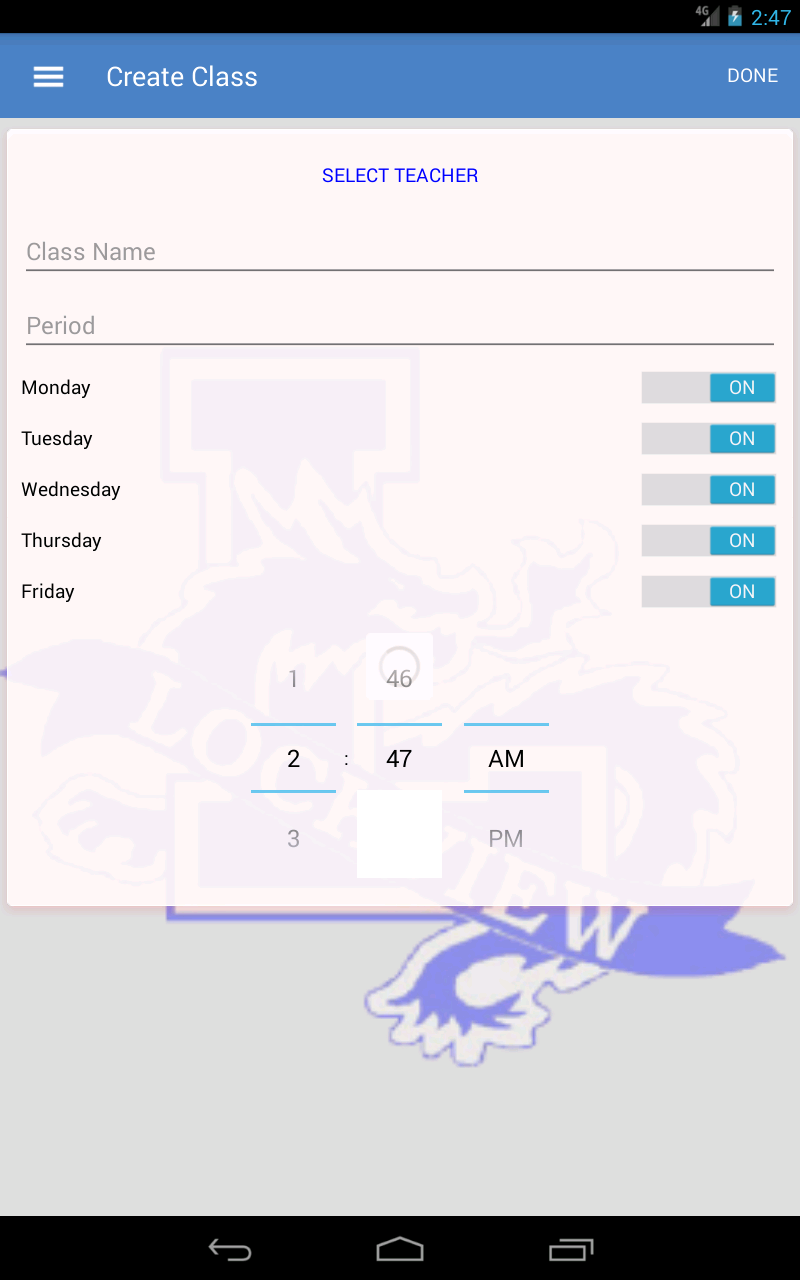 4G 2:47
Create Class DONE
SELECT TEACHER
Class Name
Period
Monday ON
Tuesday ON
Wednesday ON
Thursday ON
Friday ON
1 46
2 : 47 AM
3 PM
LOCKVIEW